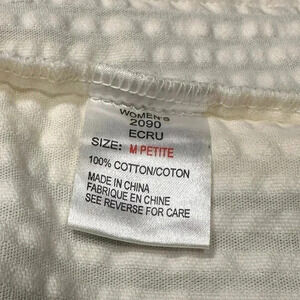 WOMEN'S
2090
ECRU
SIZE: M PETITE
100% COTTON/COTON
MADE IN CHINA
FABRIQUE EN CHINE
SEE REVERSE FOR CARE